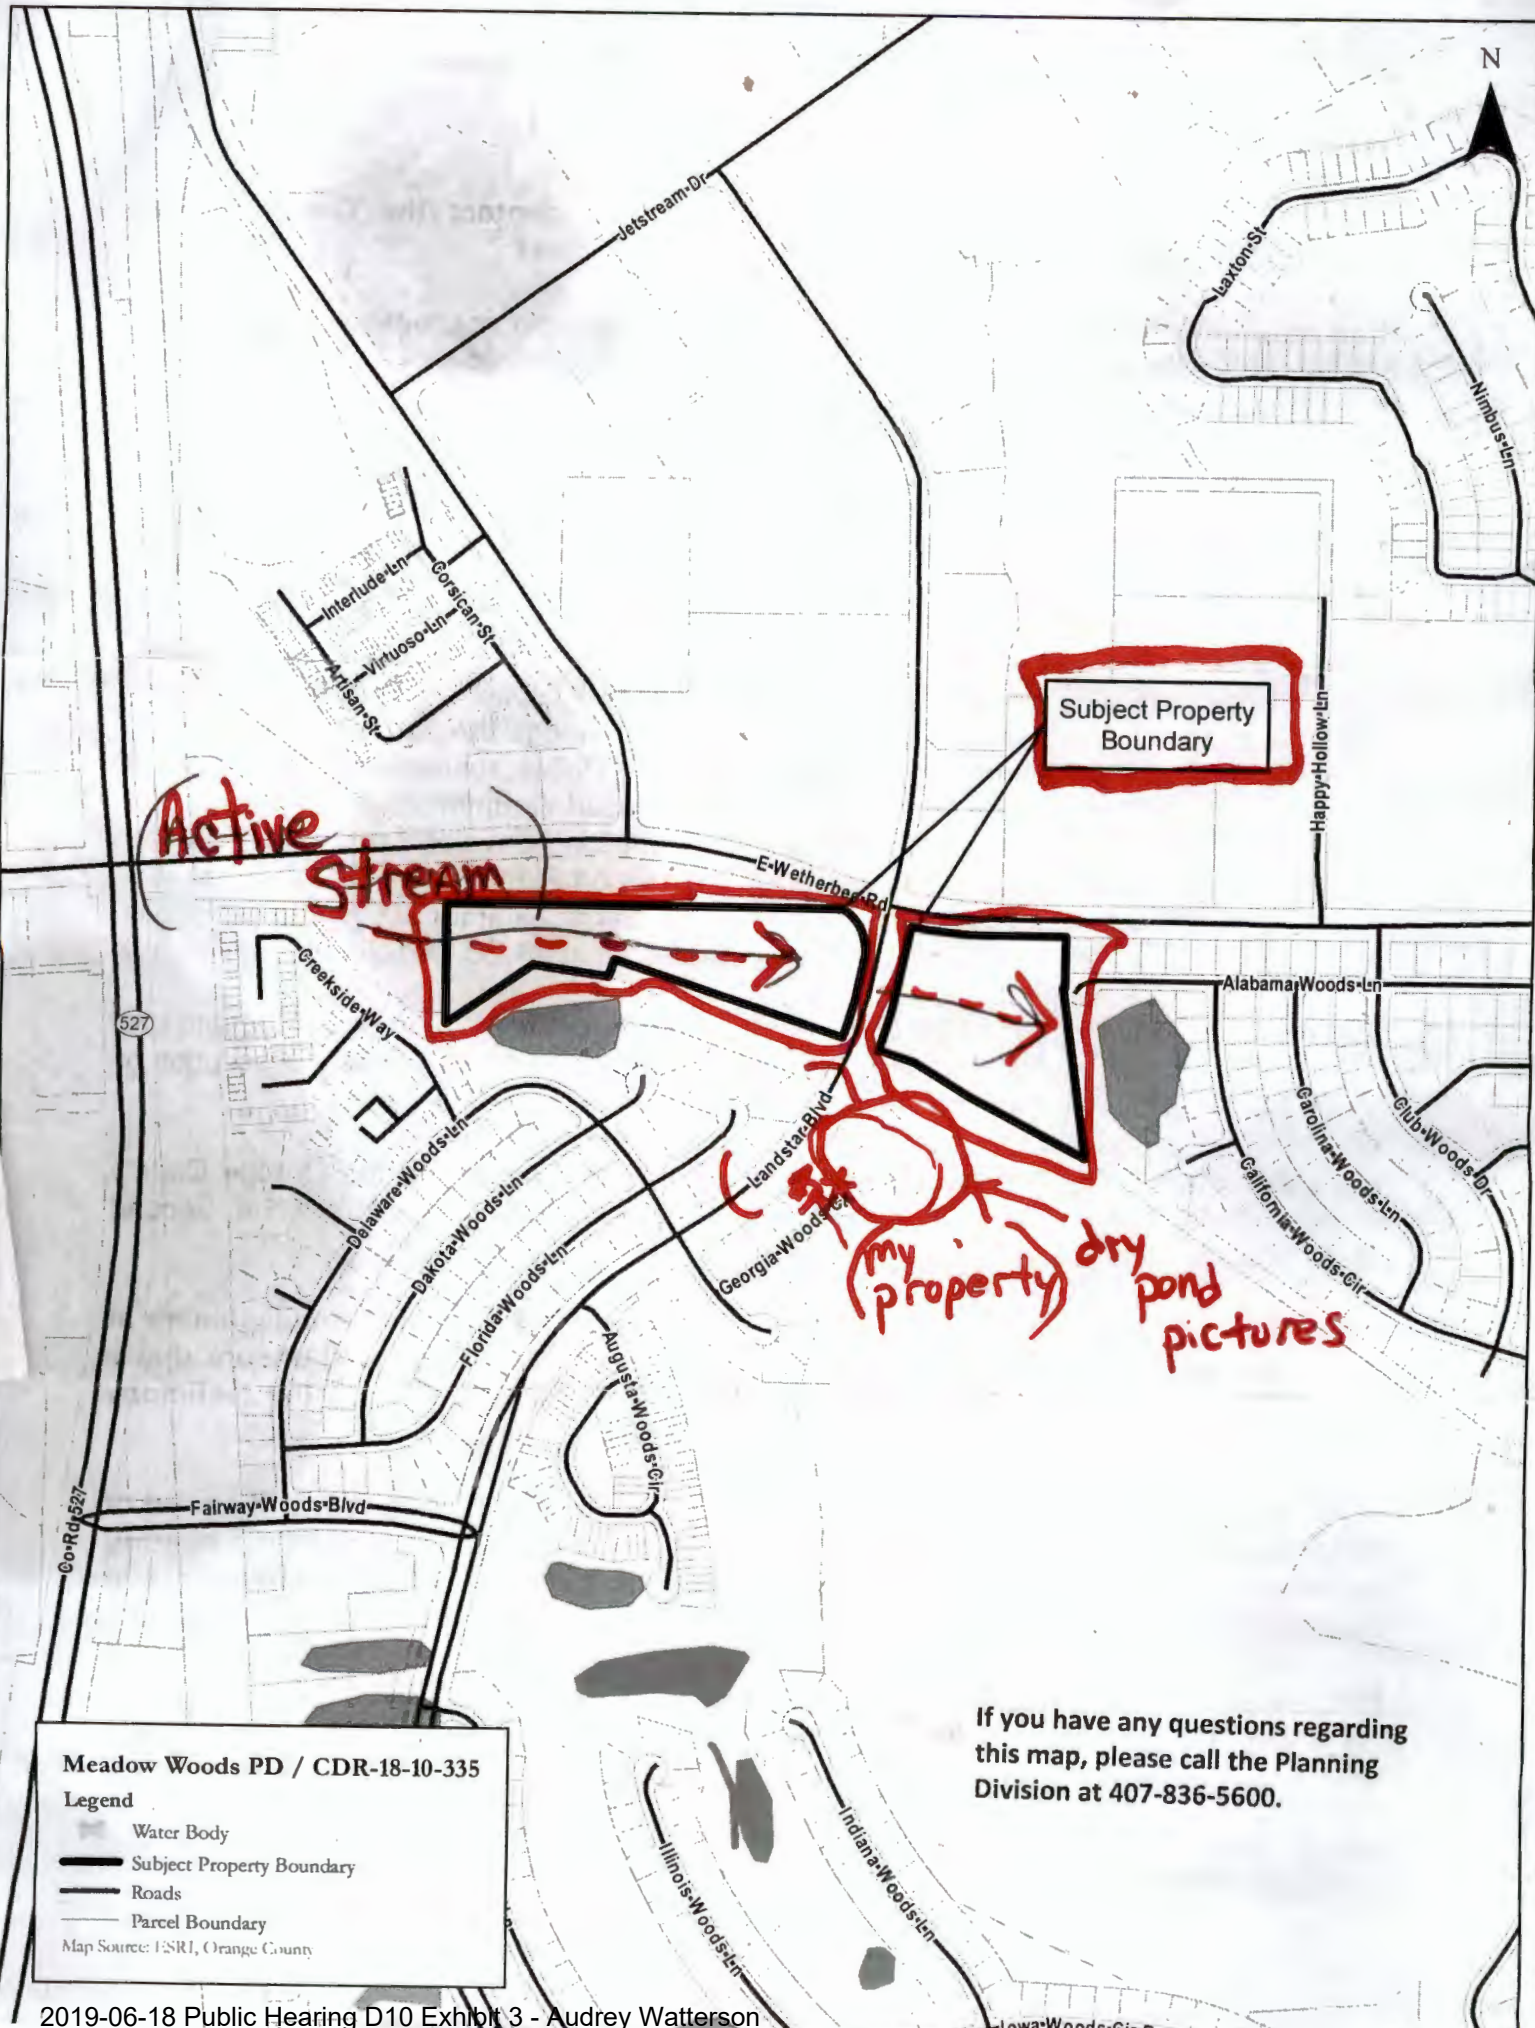 N
Jetstream-Dr
Laxton-St
Nimbus-Ln
Interlude-Ln
Corsican-St
Virtuoso-Ln
Artisan-St
Subject Property
Boundary
Happy-Hollow-Ln
Active
Stream
E-Wetherbee-Rd
Creekside-Way
527
Alabama-Woods-Ln
Carolina-Woods-Ln
Club-Woods-Dr
California-Woods-Cir
Landstar-Blvd
Delaware-Woods-Ln
Dakota-Woods-Ln
Florida-Woods-Ln
Georgia-Woods-
(my
property)
dry
pond
pictures
Augusta-Woods-Cir
Fairway-Woods-Blvd
Co-Rd-527
If you have any questions regarding
this map, please call the Planning
Division at 407-836-5600.
Meadow Woods PD / CDR-18-10-335
Legend
Water Body
Subject Property Boundary
Roads
Parcel Boundary
Map Source: ESRI, Orange County
Illinois-Woods-Ln
Indiana-Woods-Ln
Iowa-Woods-Cir
2019-06-18 Public Hearing D10 Exhibit 3 - Audrey Watterson